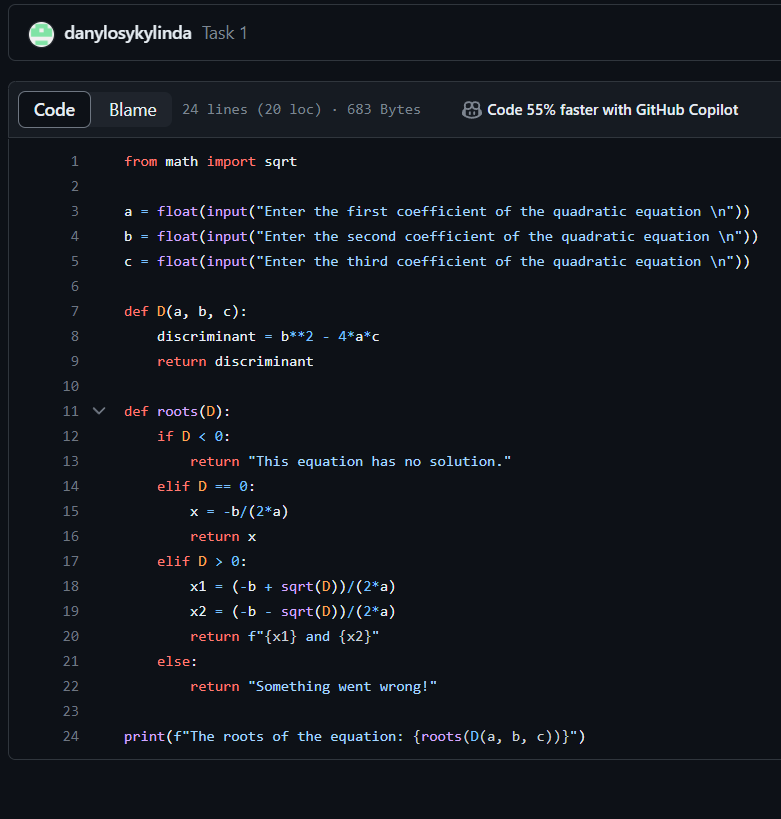 danylosykylinda Task 1
Code Blame 24 lines (20 loc) · 683 Bytes Code 55% faster with GitHub Copilot
1 from math import sqrt
2
3 a = float(input("Enter the first coefficient of the quadratic equation \n"))
4 b = float(input("Enter the second coefficient of the quadratic equation \n"))
5 c = float(input("Enter the third coefficient of the quadratic equation \n"))
6
7 def D(a, b, c):
8     discriminant = b**2 - 4*a*c
9     return discriminant
10
11 def roots(D):
12     if D < 0:
13         return "This equation has no solution."
14     elif D == 0:
15         x = -b/(2*a)
16         return x
17     elif D > 0:
18         x1 = (-b + sqrt(D))/(2*a)
19         x2 = (-b - sqrt(D))/(2*a)
20         return f"{x1} and {x2}"
21     else:
22         return "Something went wrong!"
23
24 print(f"The roots of the equation: {roots(D(a, b, c))}")